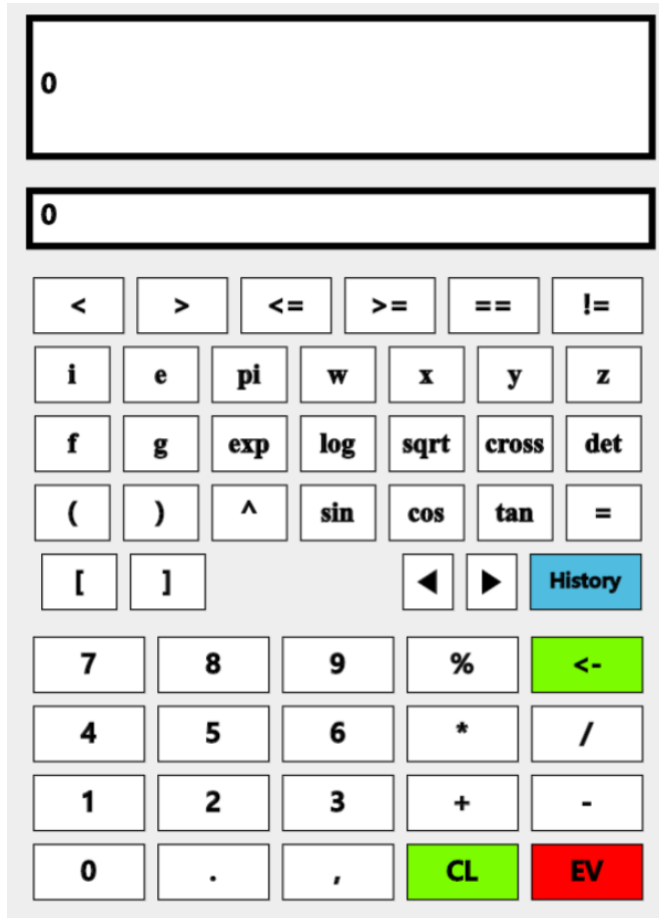 0
0
< > <= >= == !=
i e pi w x y z
f g exp log sqrt cross det
( ) ^ sin cos tan =
[ ] ◀ ▶ History
7 8 9 % <-
4 5 6 * /
1 2 3 + -
0 . , CL EV